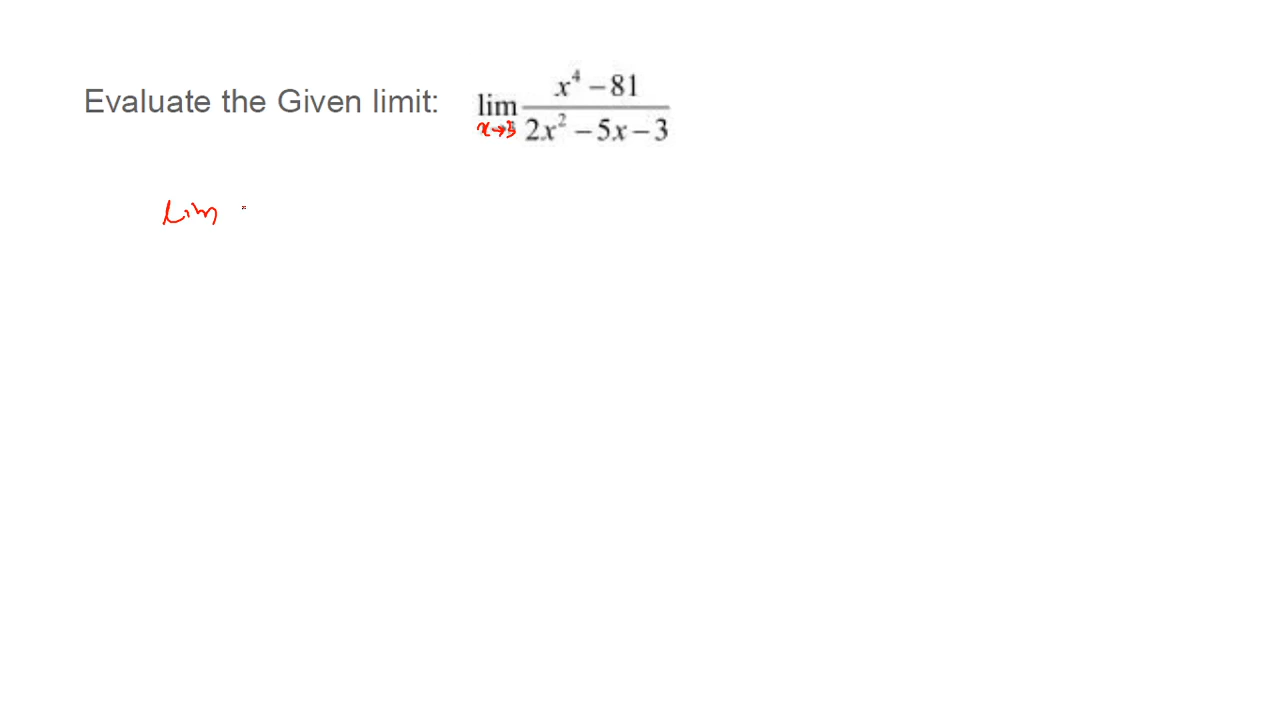 Evaluate the Given limit: lim x→3 x⁴ – 81 / 2x² – 5x – 3
Lim